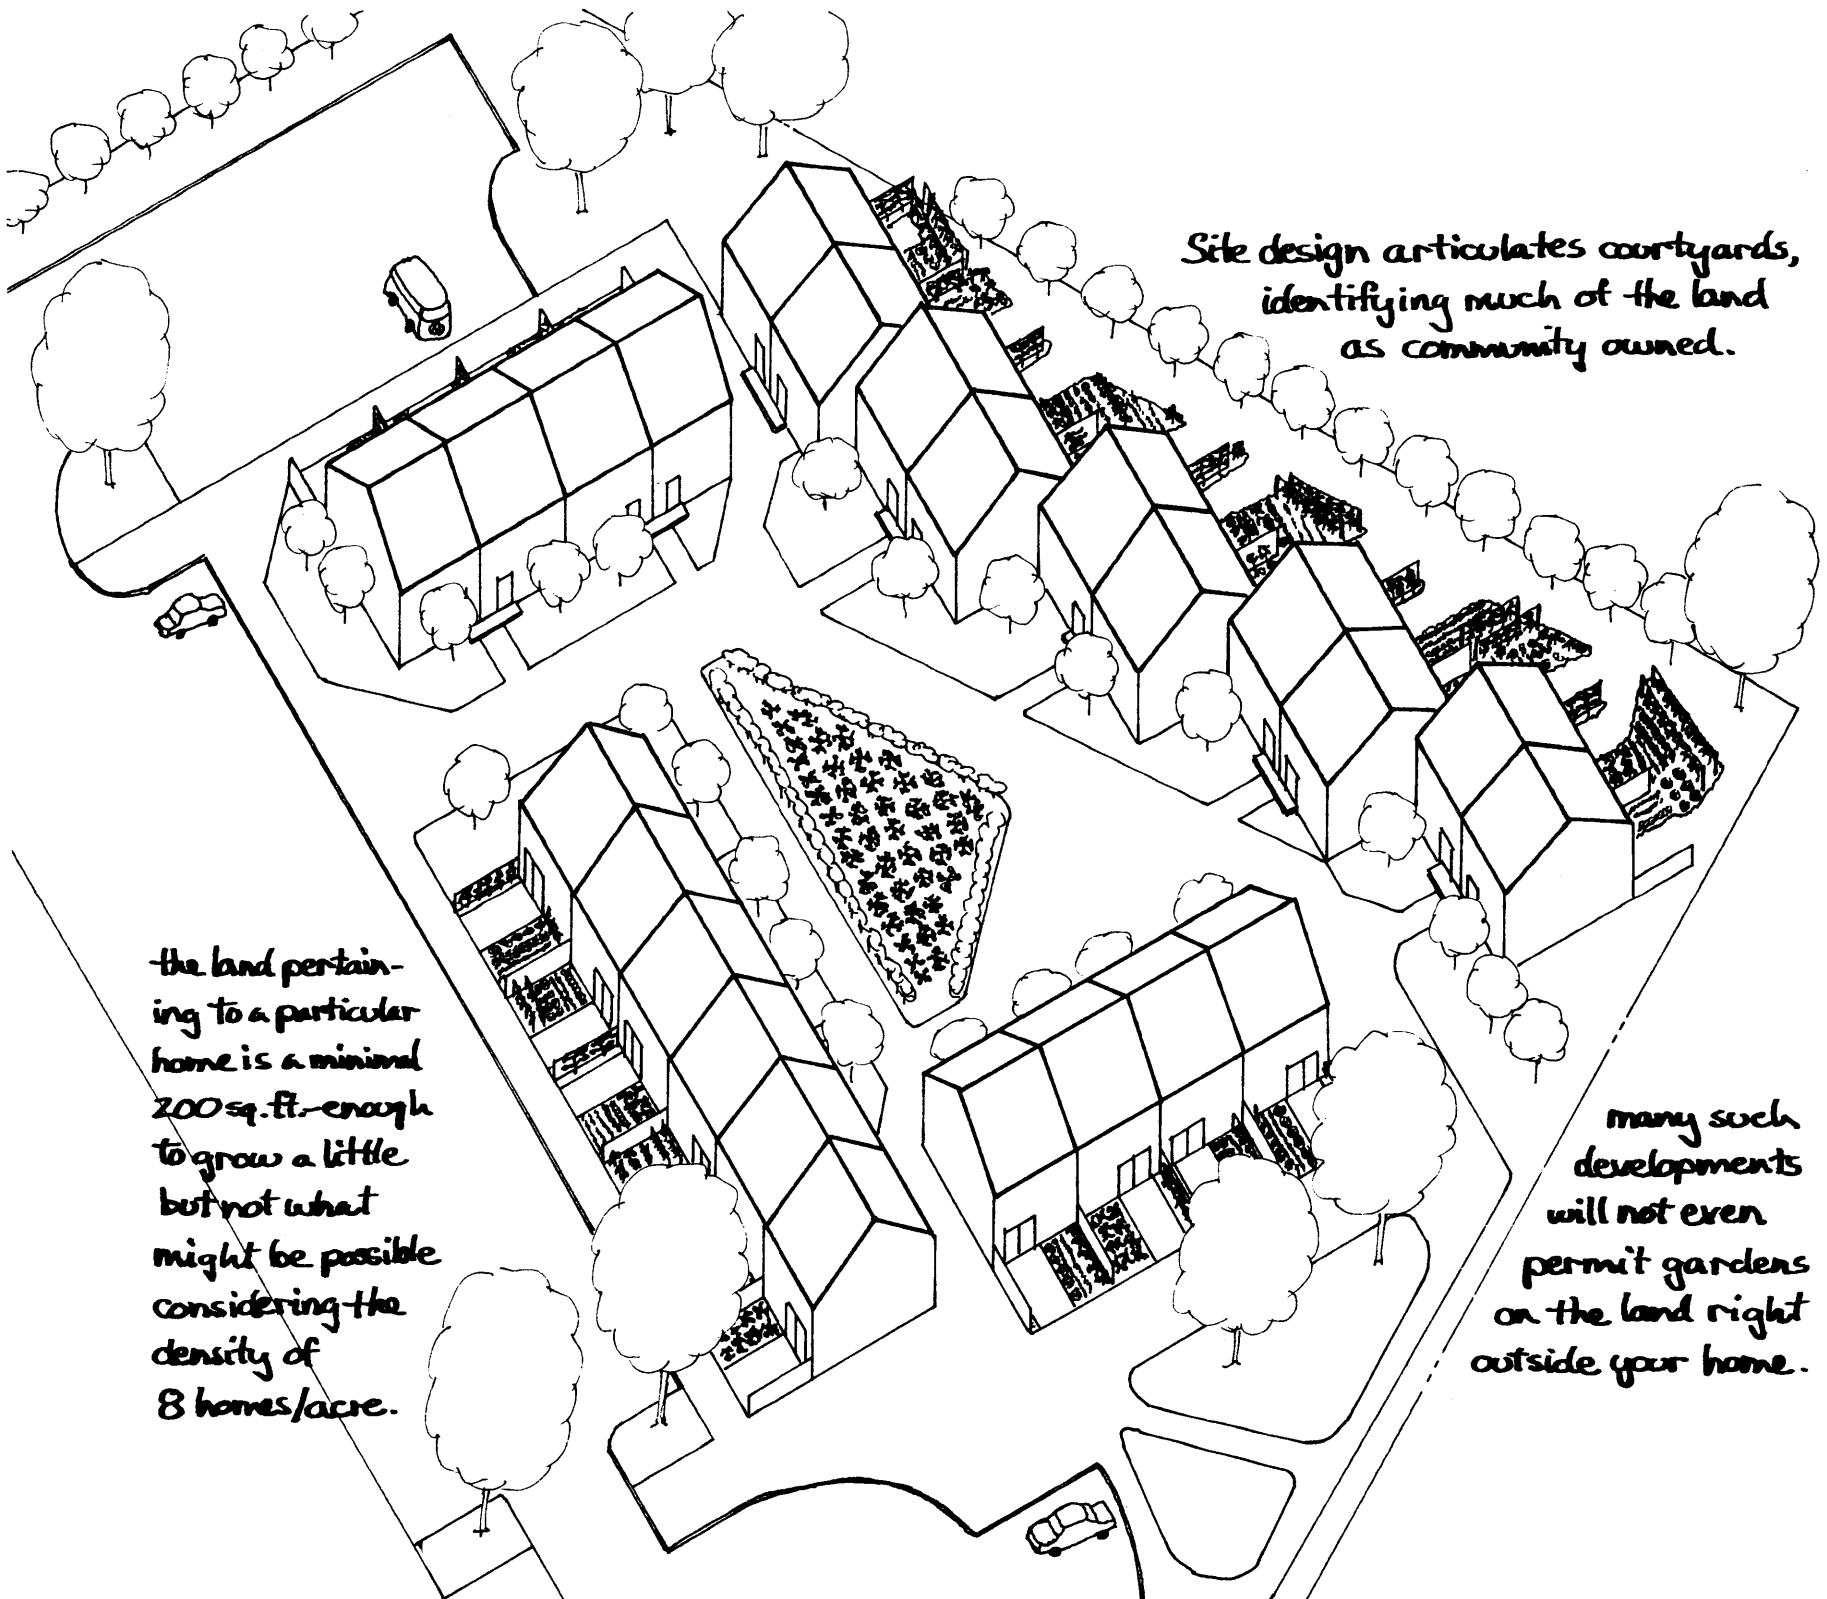 Site design articulates courtyards,
identifying much of the land
as community owned.
the land pertain-
ing to a particular
home is a minimal
200 sq. ft.-enough
to grow a little
but not what
might be possible
considering the
density of
8 homes/acre.
many such
developments
will not even
permit gardens
on the land right
outside your home.